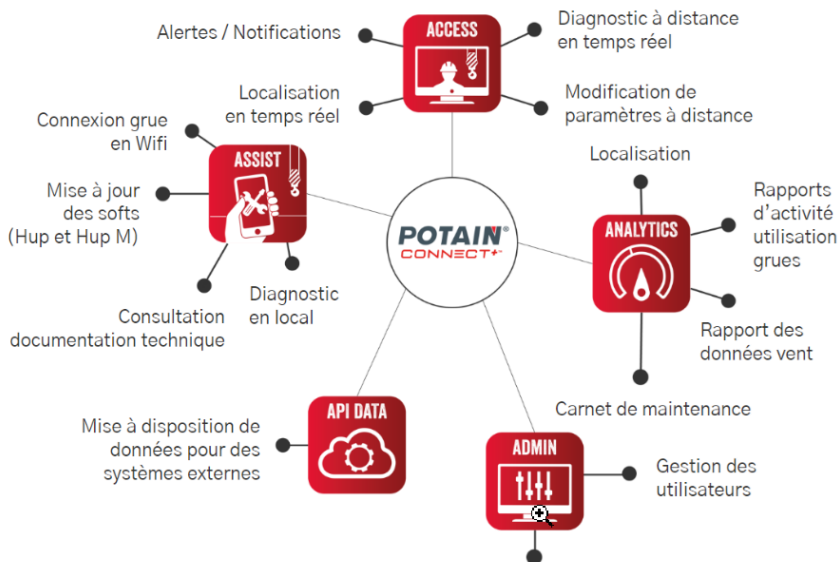 ACCESS
Alertes / Notifications
Diagnostic à distance
en temps réel
Localisation
en temps réel
Modification de
paramètres à distance
Connexion grue
en Wifi
ASSIST
Mise à jour
des softs
(Hup et Hup M)
Consultation
documentation technique
Diagnostic
en local
POTAIN®
CONNECT+
Localisation
ANALYTICS
Rapports
d’activité
utilisation
grues
Rapport des
données vent
Carnet de maintenance
API DATA
Mise à disposition de
données pour des
systèmes externes
ADMIN
Gestion des
utilisateurs